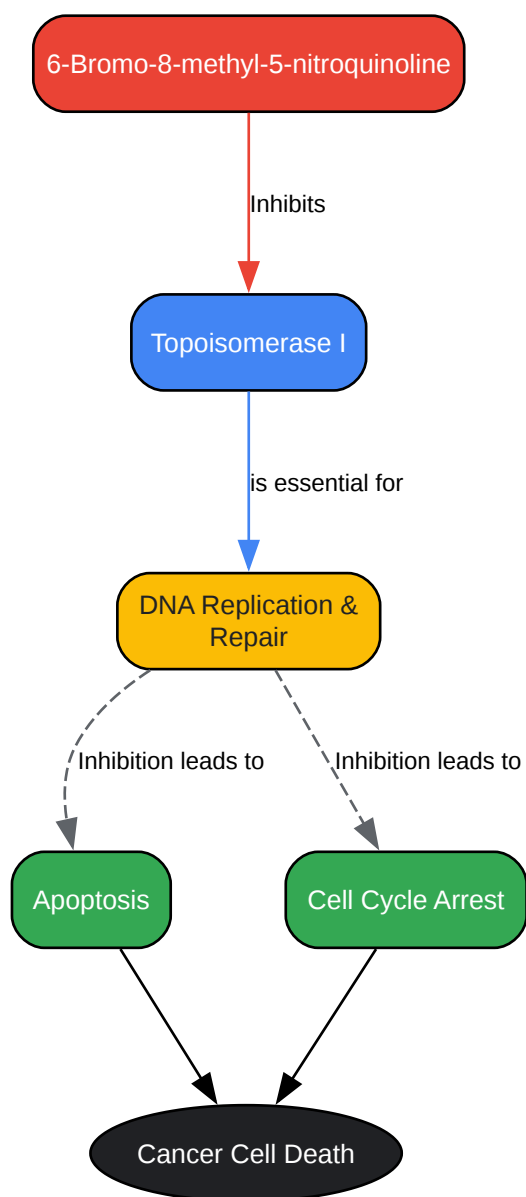 6-Bromo-8-methyl-5-nitroquinoline
Inhibits
Topoisomerase I
is essential for
DNA Replication &
Repair
Inhibition leads to
Inhibition leads to
Apoptosis
Cell Cycle Arrest
Cancer Cell Death